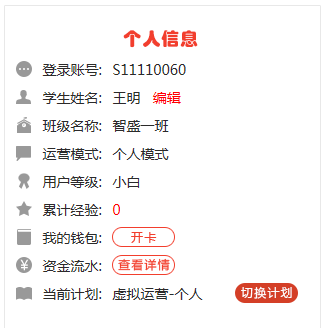 个人信息
登录账号: S11110060
学生姓名: 王明 编辑
班级名称: 智盛一班
运营模式: 个人模式
用户等级: 小白
累计经验: 0
我的钱包: 开卡
资金流水: 查看详情
当前计划: 虚拟运营-个人 切换计划